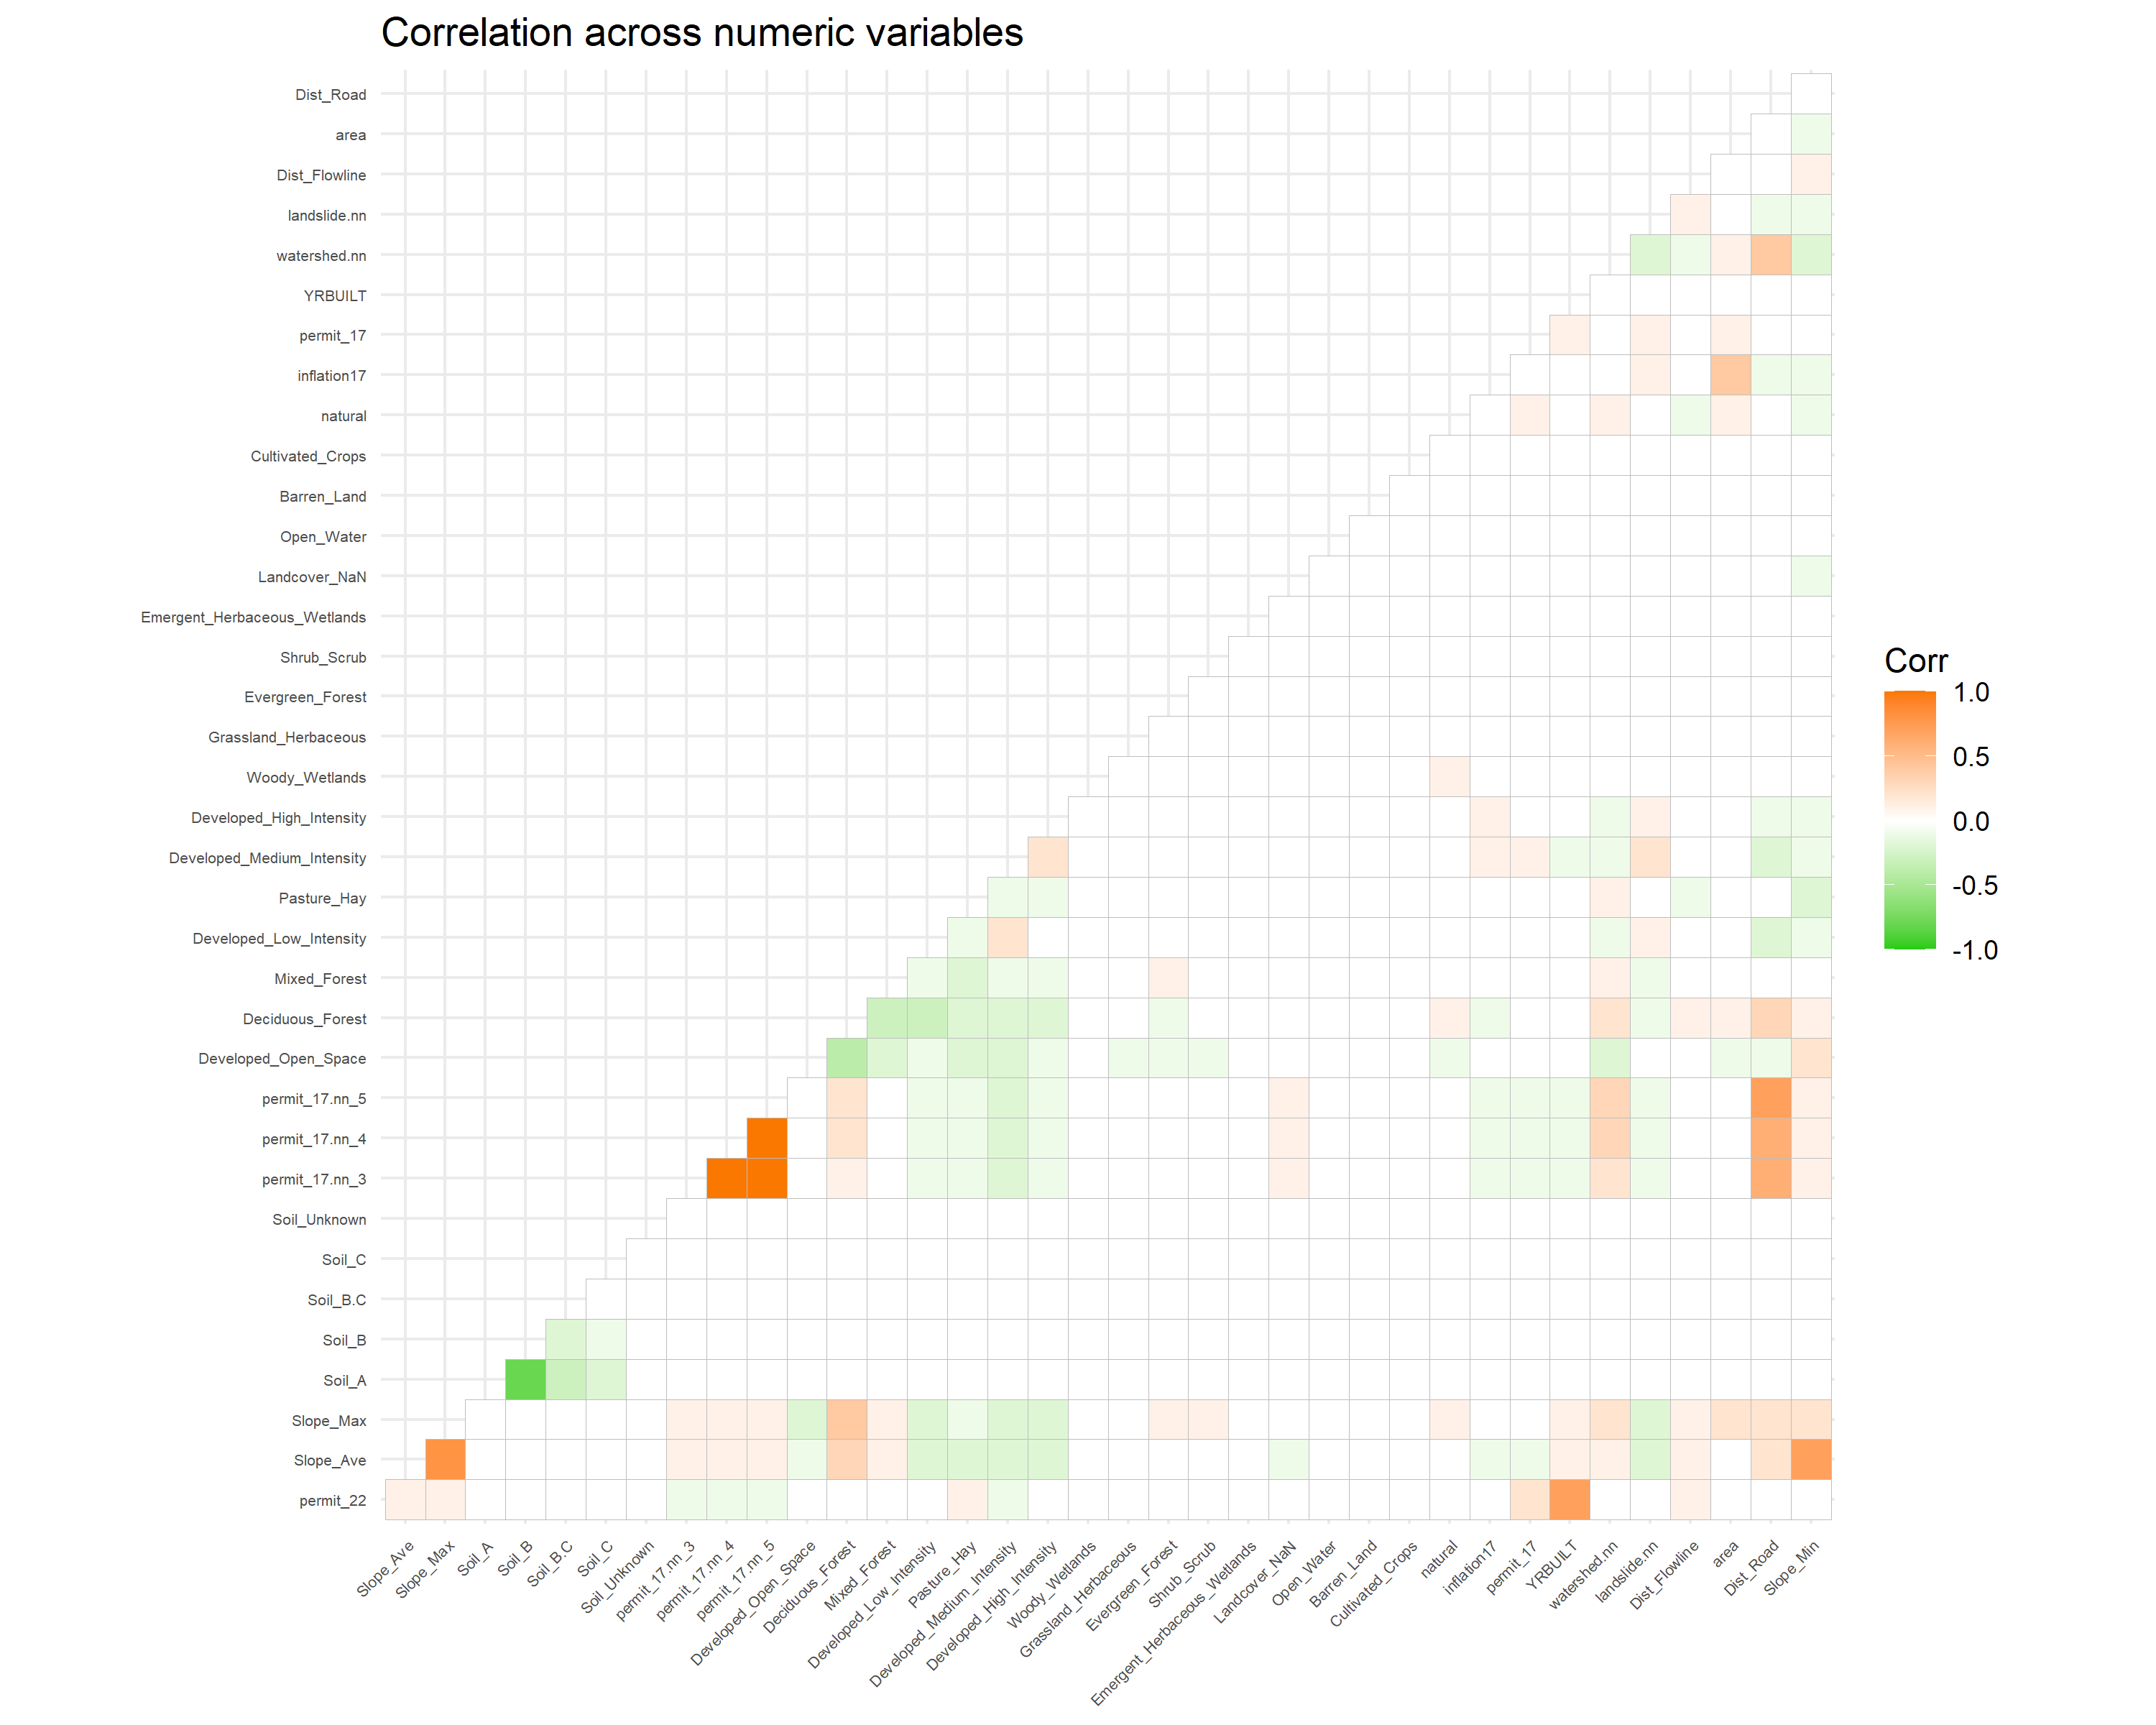 Correlation across numeric variables
Dist_Road
area
Dist_Flowline
landslide.nn
watershed.nn
YRBUILT
permit_17
inflation17
natural
Cultivated_Crops
Barren_Land
Open_Water
Landcover_NaN
Emergent_Herbaceous_Wetlands
Shrub_Scrub
Evergreen_Forest
Grassland_Herbaceous
Woody_Wetlands
Developed_High_Intensity
Developed_Medium_Intensity
Pasture_Hay
Developed_Low_Intensity
Mixed_Forest
Deciduous_Forest
Developed_Open_Space
permit_17.nn_5
permit_17.nn_4
permit_17.nn_3
Soil_Unknown
Soil_C
Soil_B.C
Soil_B
Soil_A
Slope_Max
Slope_Ave
permit_22
Slope_Ave
Slope_Max
Soil_A
Soil_B
Soil_B.C
Soil_C
Soil_Unknown
permit_17.nn_3
permit_17.nn_4
permit_17.nn_5
Developed_Open_Space
Deciduous_Forest
Mixed_Forest
Developed_Low_Intensity
Pasture_Hay
Developed_Medium_Intensity
Developed_High_Intensity
Woody_Wetlands
Grassland_Herbaceous
Evergreen_Forest
Shrub_Scrub
Emergent_Herbaceous_Wetlands
Landcover_NaN
Open_Water
Barren_Land
Cultivated_Crops
natural
inflation17
permit_17
YRBUILT
watershed.nn
landslide.nn
Dist_Flowline
area
Dist_Road
Slope_Min
Corr
1.0
0.5
0.0
-0.5
-1.0